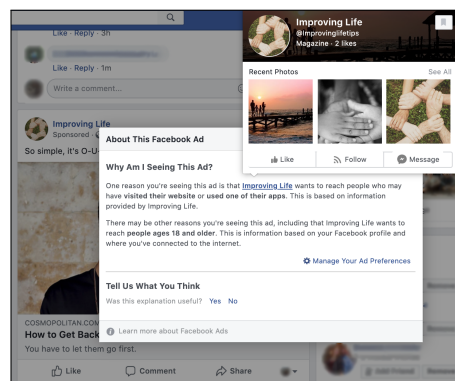 Like · Reply · 3h
Like · Reply · 1m
Write a comment...
Improving Life
Sponsored ·
So simple, it's O-U-
COSMOPOLITAN.COM
How to Get Back
You have to let them go first.
Like Comment Share
Improving Life
@Improvinglifetips
Magazine · 2 likes
Recent Photos See All
Like Follow Message
About This Facebook Ad
Why Am I Seeing This Ad?
One reason you're seeing this ad is that Improving Life wants to reach people who may
have visited their website or used one of their apps. This is based on information
provided by Improving Life.
There may be other reasons you're seeing this ad, including that Improving Life wants to
reach people ages 18 and older. This is information based on your Facebook profile and
where you've connected to the internet.
Manage Your Ad Preferences
Tell Us What You Think
Was this explanation useful? Yes No
Learn more about Facebook Ads
Add Friend Remove